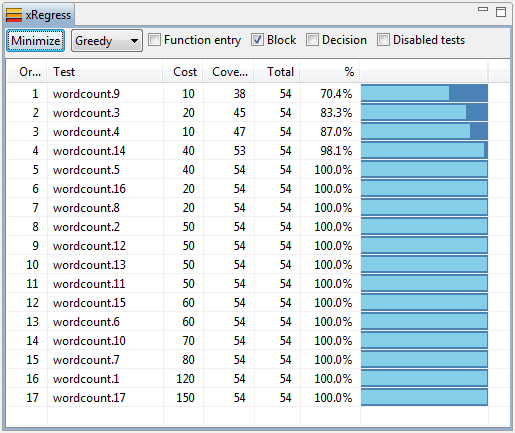 xRegress
Minimize Greedy Function entry Block Decision Disabled tests
Or... Test Cost Cove... Total %
1 wordcount.9 10 38 54 70.4%
2 wordcount.3 20 45 54 83.3%
3 wordcount.4 10 47 54 87.0%
4 wordcount.14 40 53 54 98.1%
5 wordcount.5 40 54 54 100.0%
6 wordcount.16 20 54 54 100.0%
7 wordcount.8 20 54 54 100.0%
8 wordcount.2 50 54 54 100.0%
9 wordcount.12 50 54 54 100.0%
10 wordcount.13 50 54 54 100.0%
11 wordcount.11 50 54 54 100.0%
12 wordcount.15 60 54 54 100.0%
13 wordcount.6 60 54 54 100.0%
14 wordcount.10 70 54 54 100.0%
15 wordcount.7 80 54 54 100.0%
16 wordcount.1 120 54 54 100.0%
17 wordcount.17 150 54 54 100.0%